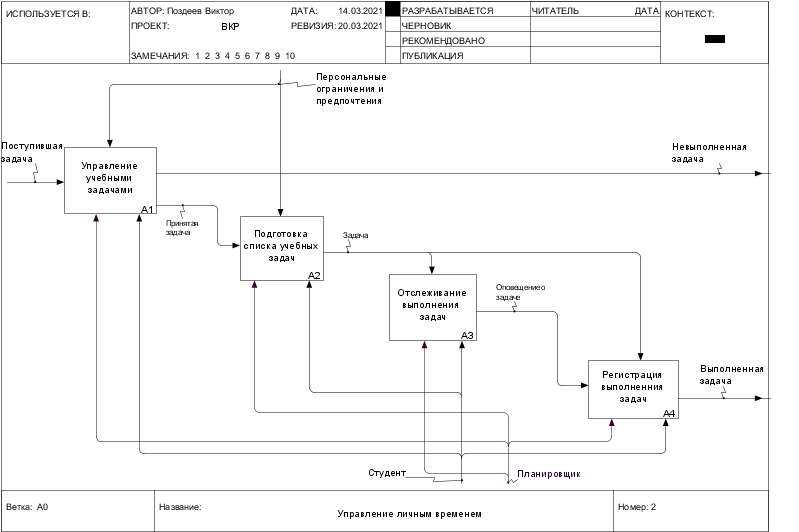 ИСПОЛЬЗУЕТСЯ В:
АВТОР: Поздеев Виктор
ДАТА: 14.03.2021
РАЗРАБАТЫВАЕТСЯ
ЧИТАТЕЛЬ
ДАТА
КОНТЕКСТ:
ПРОЕКТ: ВКР
РЕВИЗИЯ: 20.03.2021
ЧЕРНОВИК
РЕКОМЕНДОВАНО
ЗАМЕЧАНИЯ: 1 2 3 4 5 6 7 8 9 10
ПУБЛИКАЦИЯ
Персональные
ограничения и
предпочтения
Поступившая
задача
Управление
учебными
задачами
A1
Невыполненная
задача
Принятая
задача
Подготовка
списка учебных
задач
A2
Задача
Отслеживание
выполнения
задач
A3
Оповещениео
задаче
Регистрация
выполненния
задач
A4
Выполненная
задача
Студент
Планировщик
Ветка: A0
Название:
Управление личным временем
Номер: 2